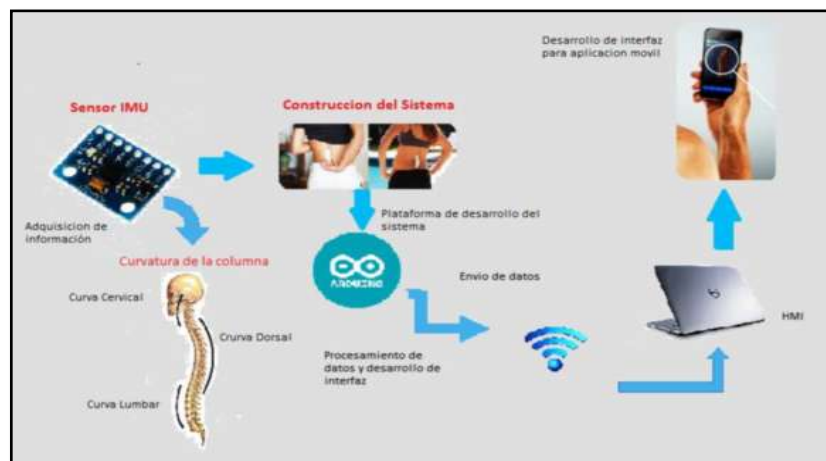 Sensor IMU
Construccion del Sistema
Desarrollo de interfaz
para aplicacion movil
Adquisicion de
información
Plataforma de desarrollo del
sistema
Curvatura de la columna
Curva Cervical
ARDUINO
Envio de datos
Crurva Dorsal
HMI
Procesamiento de
datos y desarrollo de
interfaz
Curva Lumbar